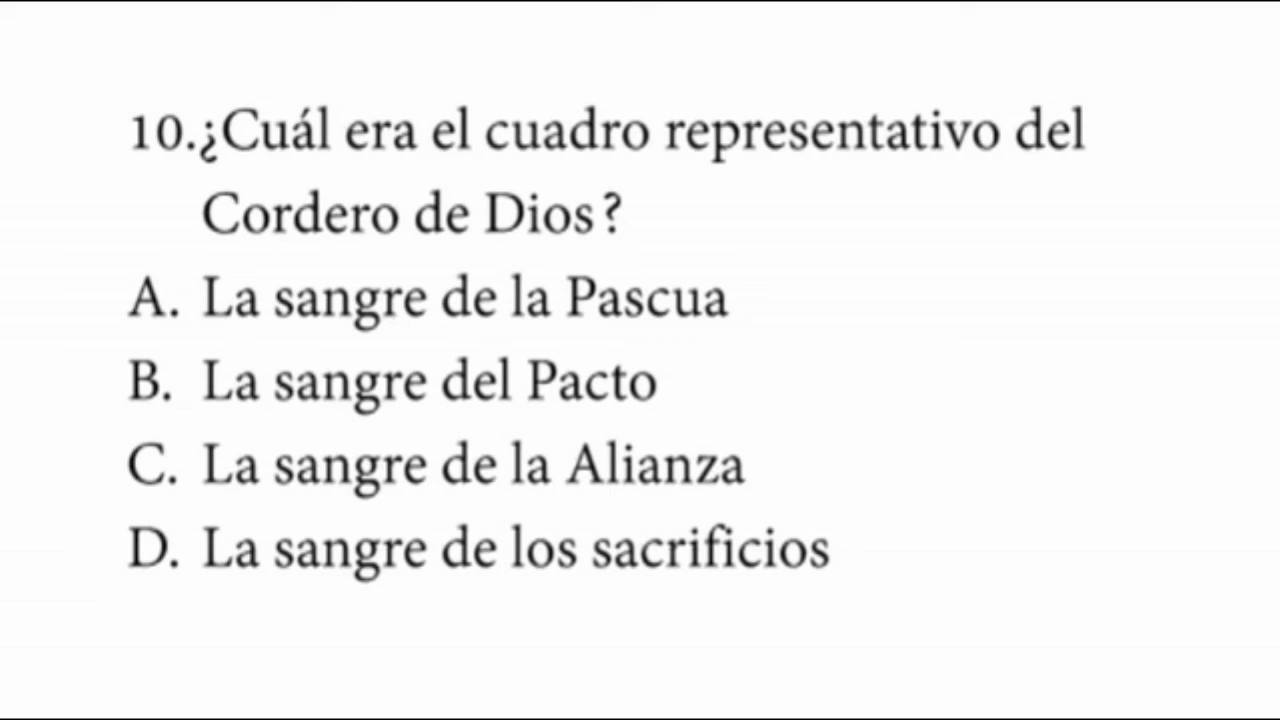 10.¿Cuál era el cuadro representativo del
Cordero de Dios?
A. La sangre de la Pascua
B. La sangre del Pacto
C. La sangre de la Alianza
D. La sangre de los sacrificios